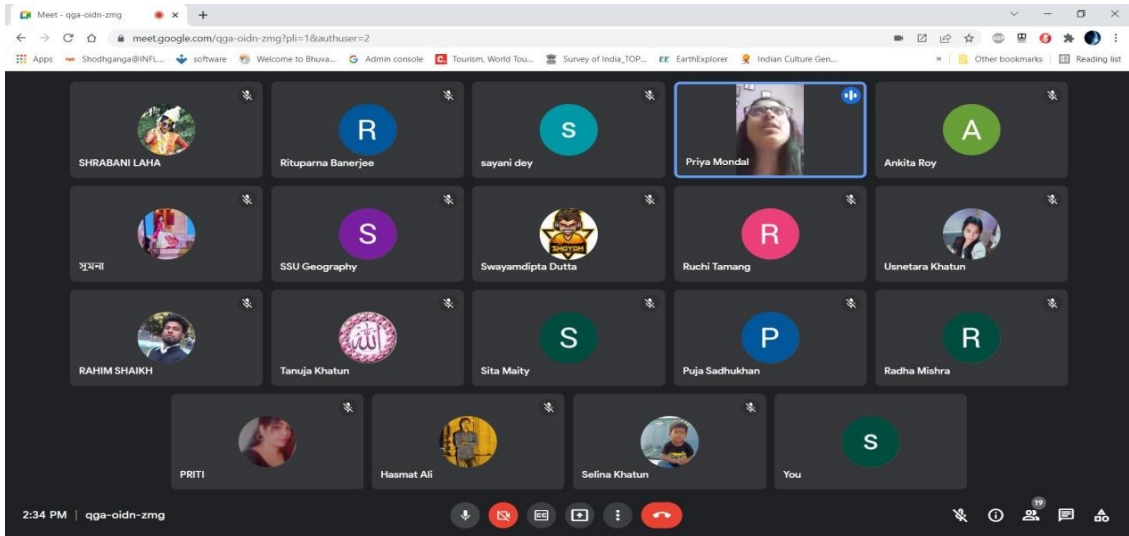 Meet - qga-oidn-zmg
meet.google.com/qga-oidn-zmg?pli=1&authuser=2
Apps Shodhganga@INFL... software Welcome to Bhuva... Admin console Tourism, World Tou... Survey of India_TOP... EE EarthExplorer Indian Culture Gen... » Other bookmarks Reading list
R S A
SHRABANI LAHA Rituparna Banerjee sayani dey Priya Mondal Ankita Roy
S SWAYAM R
সুমনা SSU Geography Swayamdipta Dutta Ruchi Tamang Usnetara Khatun
الله S P R
RAHIM SHAIKH Tanuja Khatun Sita Maity Puja Sadhukhan Radha Mishra
S
PRITI Hasmat Ali Selina Khatun You
2:34 PM | qga-oidn-zmg CC 19